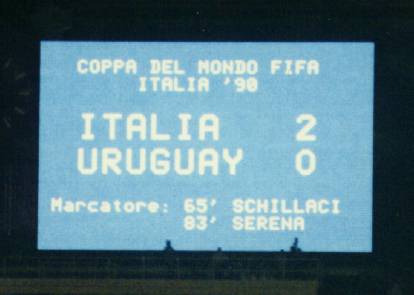 COPPA DEL MONDO FIFA
ITALIA '90
ITALIA 2
URUGUAY 0
Marcatore: 65' SCHILLACI
83' SERENA